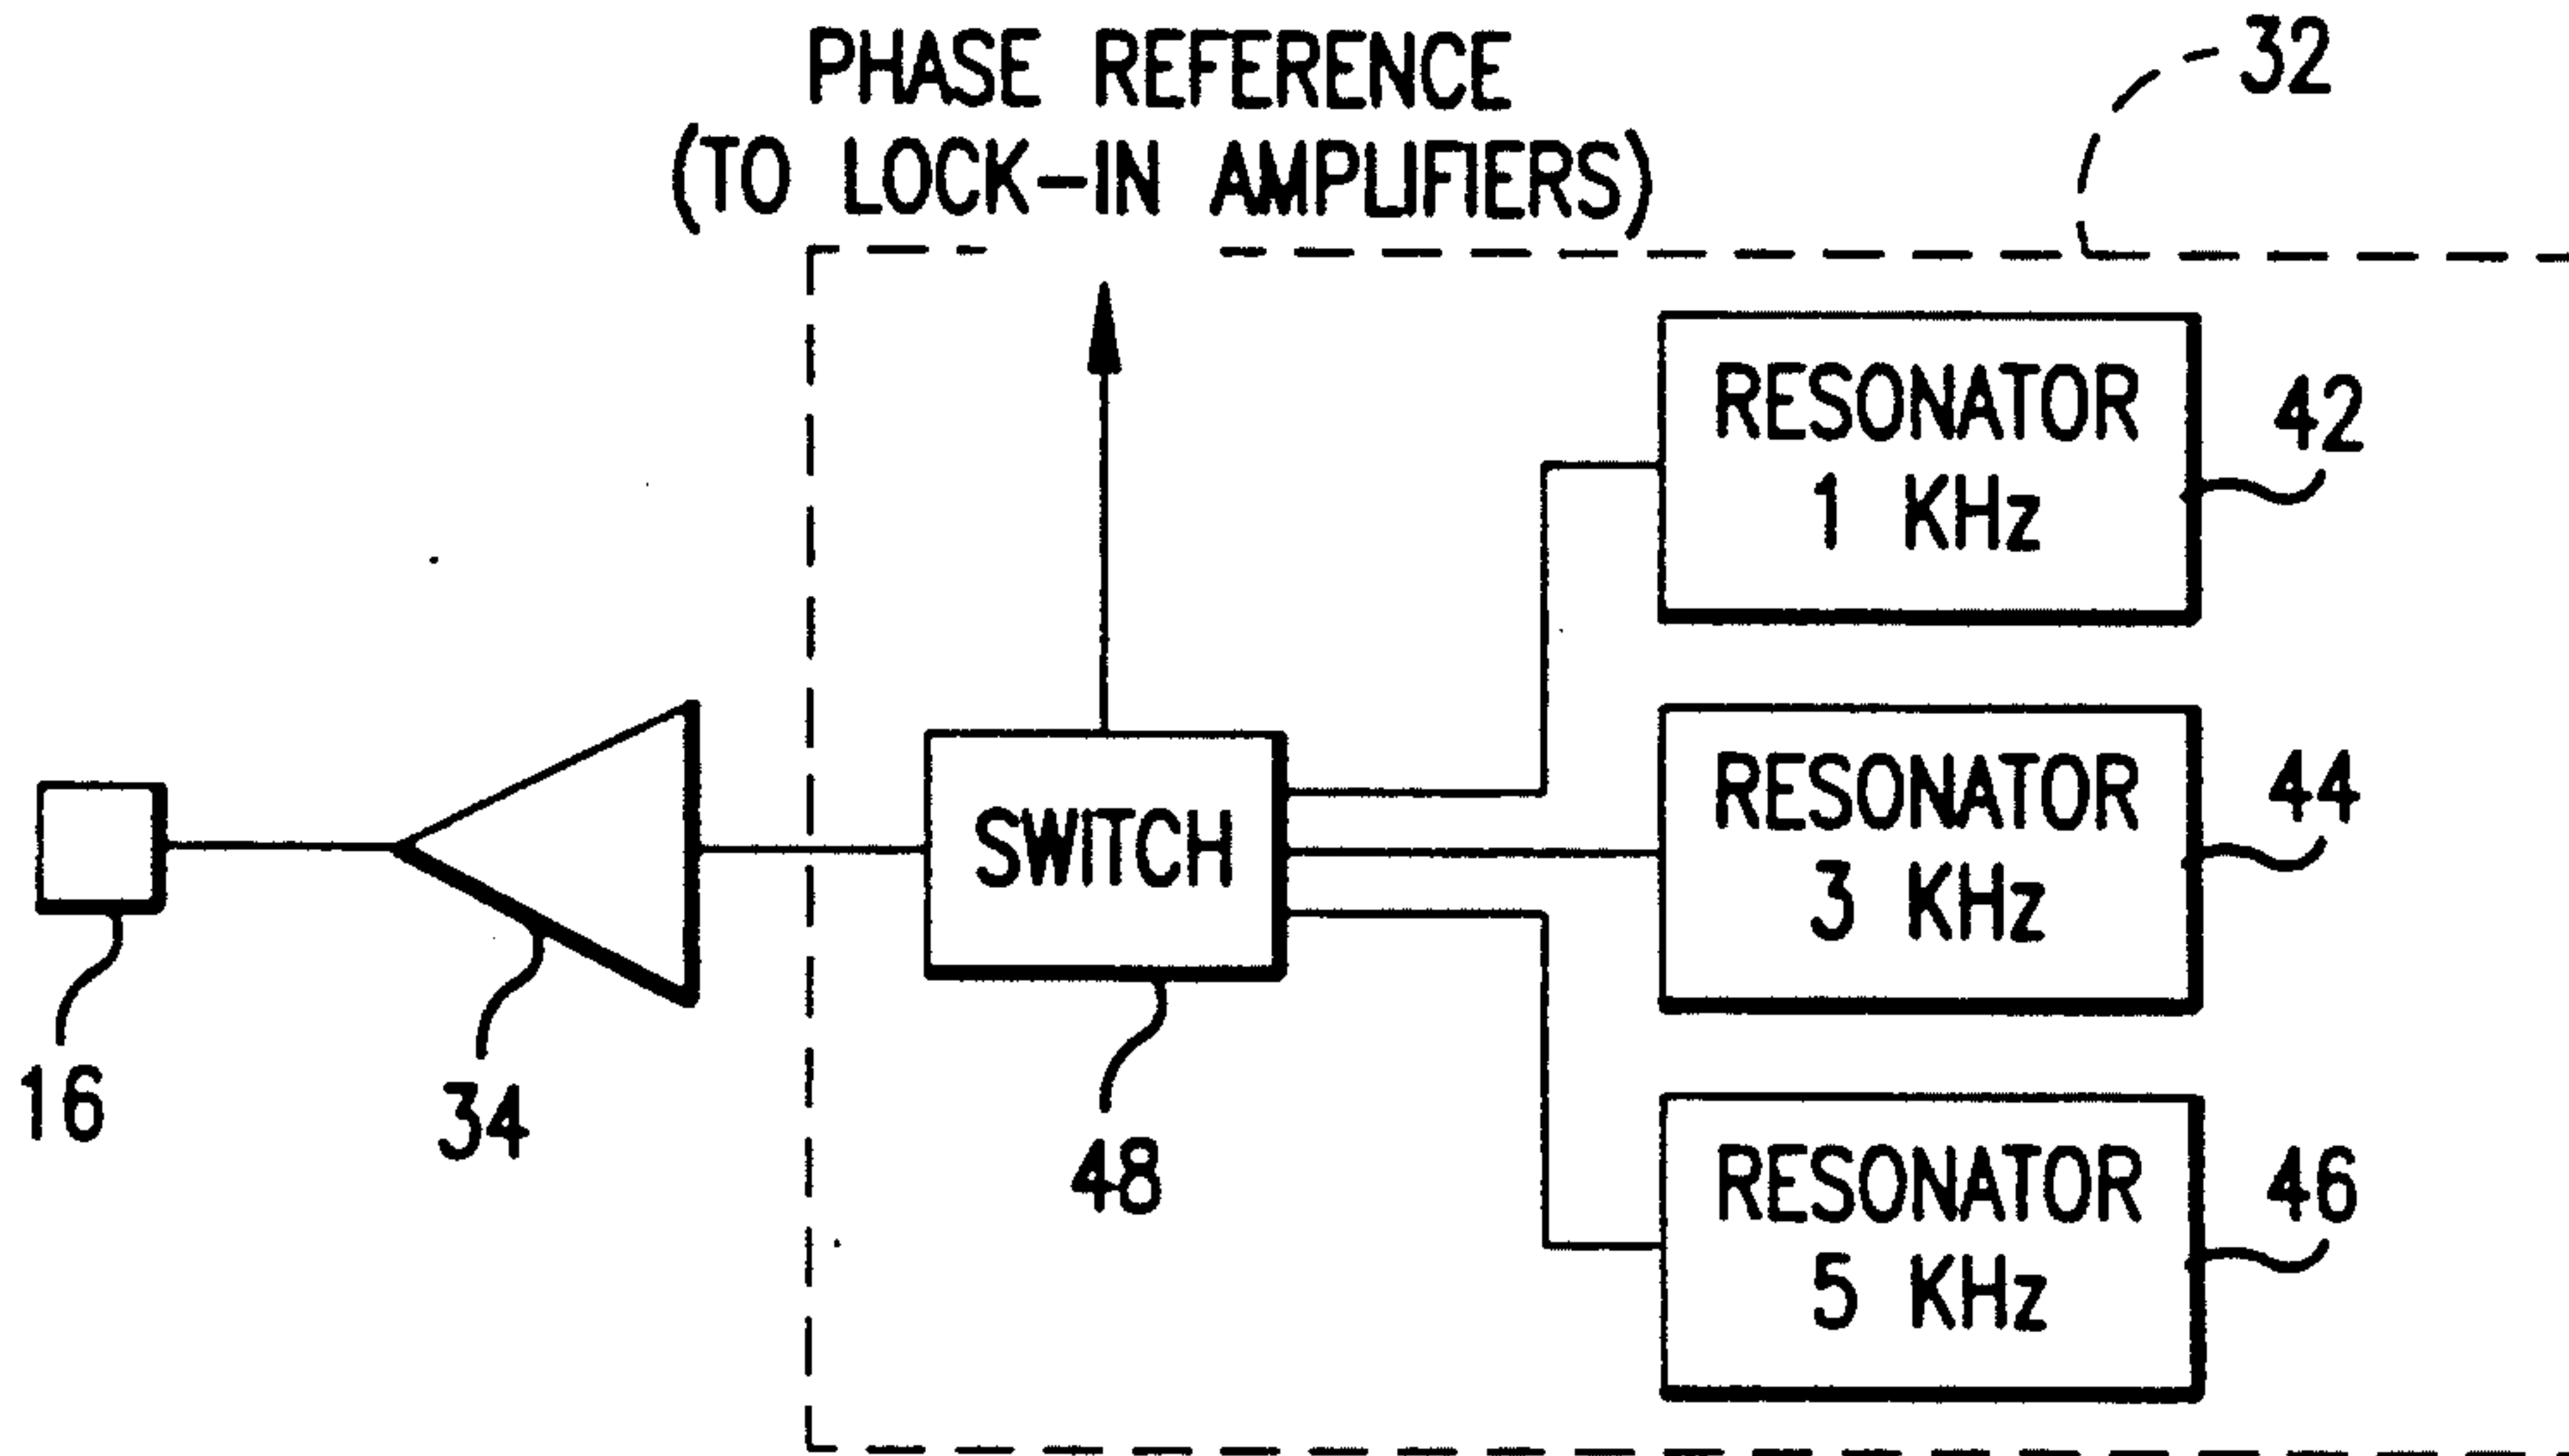 PHASE REFERENCE
(TO LOCK-IN AMPLIFIERS)
32
RESONATOR
1 KHz
42
RESONATOR
3 KHz
44
SWITCH
16
34
48
RESONATOR
5 KHz
46